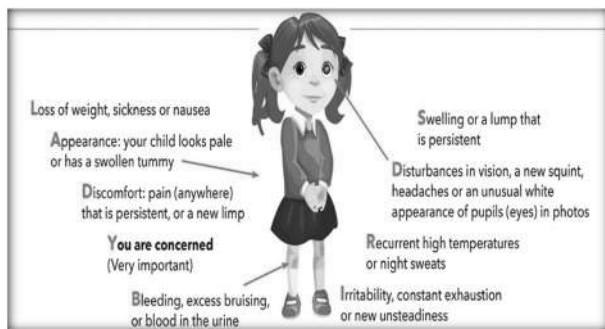 Loss of weight, sickness or nausea
Appearance: your child looks pale
or has a swollen tummy
Discomfort: pain (anywhere)
that is persistent, or a new limp
You are concerned
(Very important)
Bleeding, excess bruising,
or blood in the urine
Swelling or a lump that
is persistent
Disturbances in vision, a new squint,
headaches or an unusual white
appearance of pupils (eyes) in photos
Recurrent high temperatures
or night sweats
Irritability, constant exhaustion
or new unsteadiness